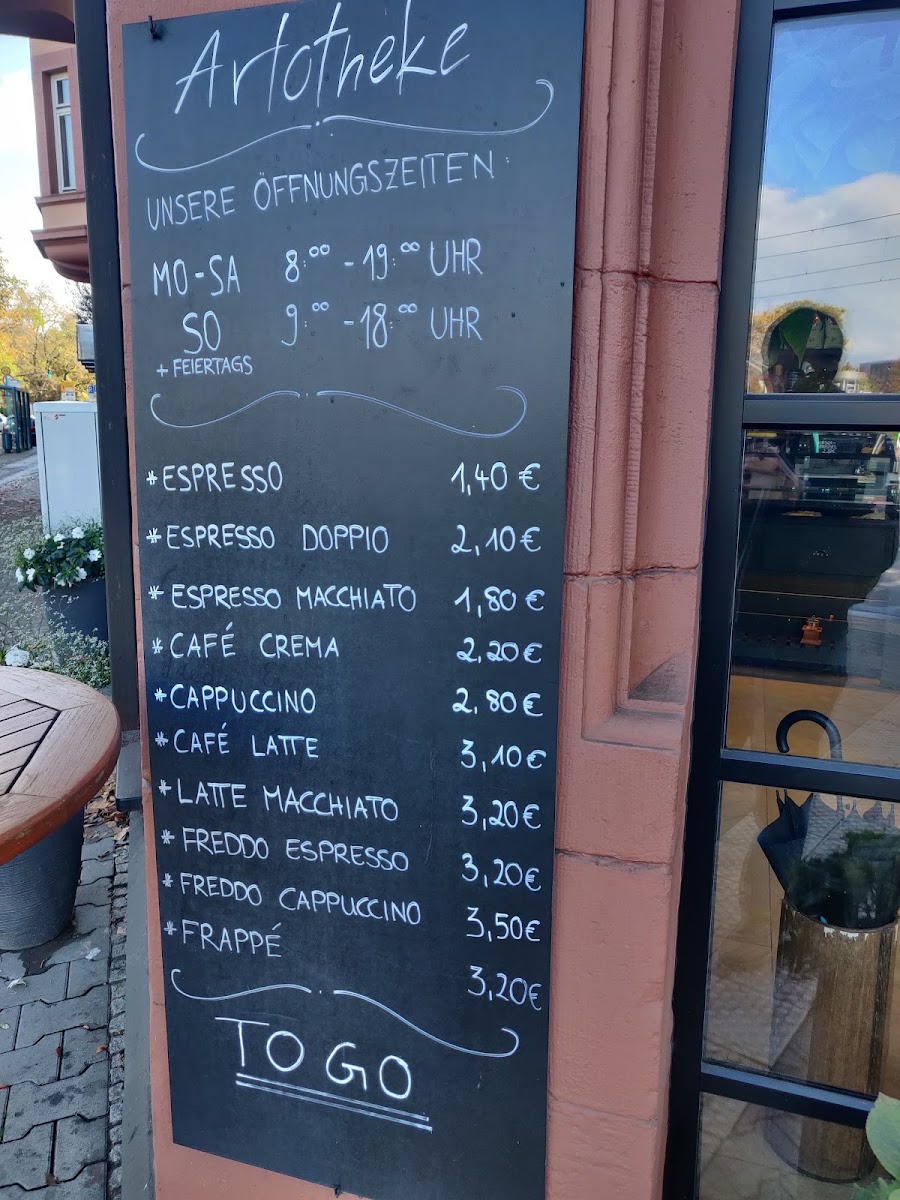 Artotheke
UNSERE ÖFFNUNGSZEITEN:
MO-SA 8:00 - 19:00 UHR
SO 9:00 - 18:00 UHR
+ FEIERTAGS
* ESPRESSO 1,40 €
* ESPRESSO DOPPIO 2,10 €
* ESPRESSO MACCHIATO 1,80 €
* CAFÉ CREMA 2,20 €
* CAPPUCCINO 2,80 €
* CAFÉ LATTE 3,10 €
* LATTE MACCHIATO 3,20 €
* FREDDO ESPRESSO 3,20 €
* FREDDO CAPPUCCINO 3,50 €
* FRAPPÉ 3,20 €
TO GO